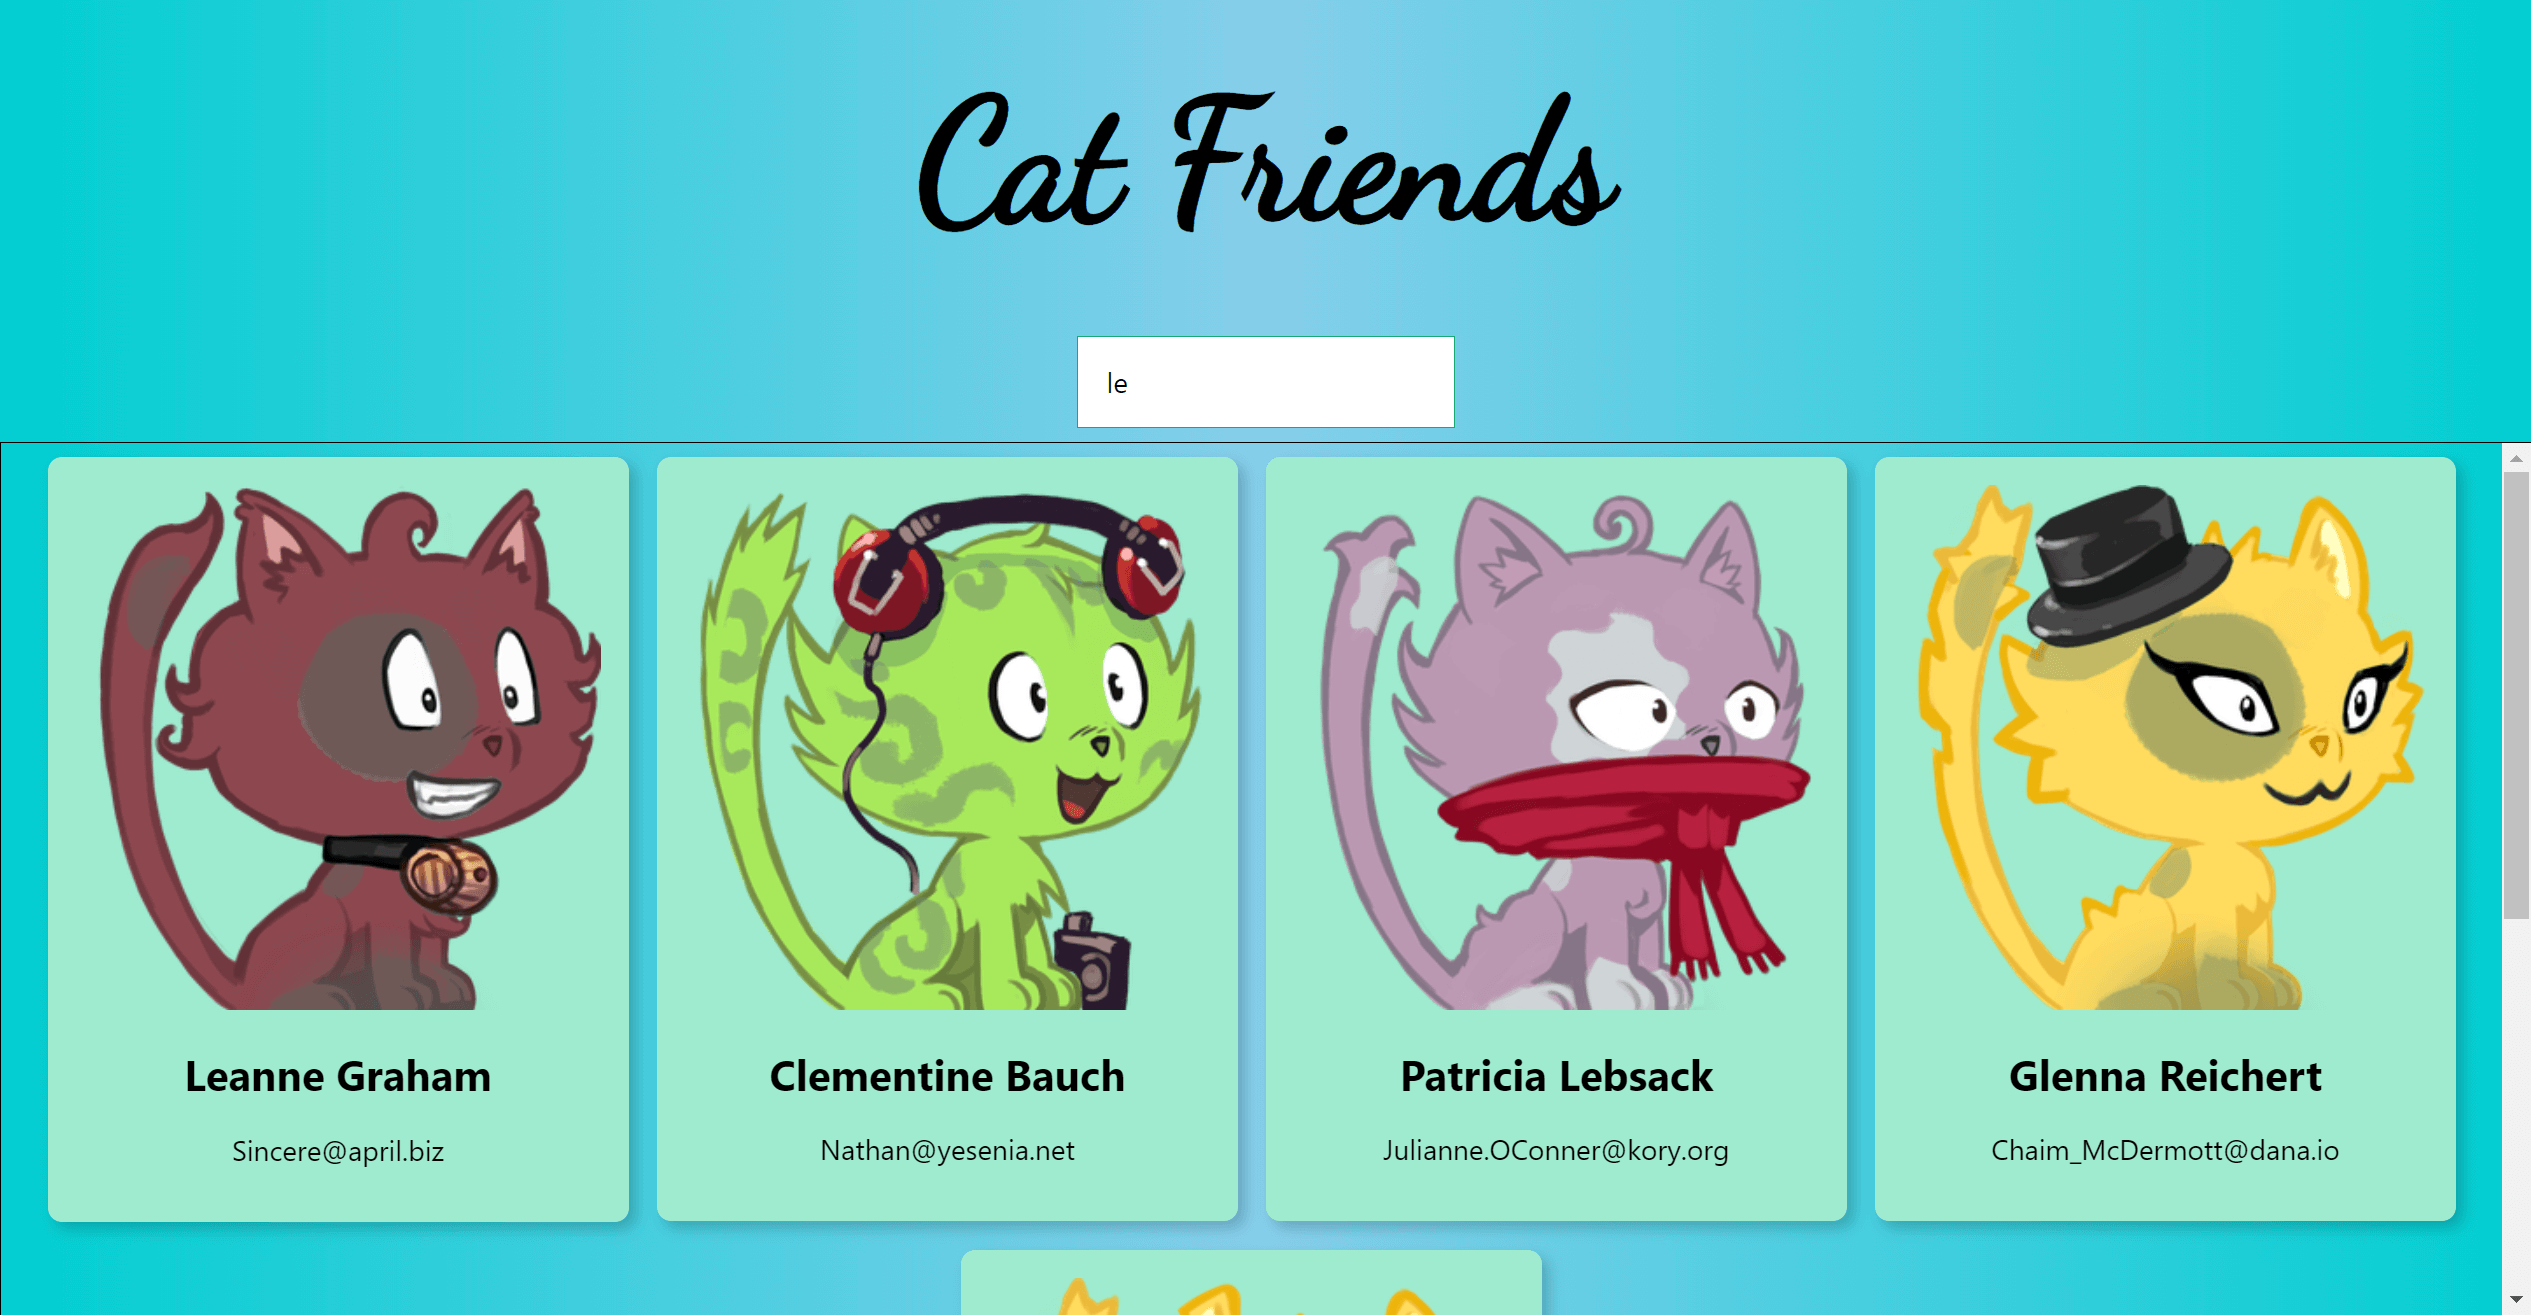 Cat Friends
le
Leanne Graham
Sincere@april.biz
Clementine Bauch
Nathan@yesenia.net
Patricia Lebsack
Julianne.OConner@kory.org
Glenna Reichert
Chaim_McDermott@dana.io